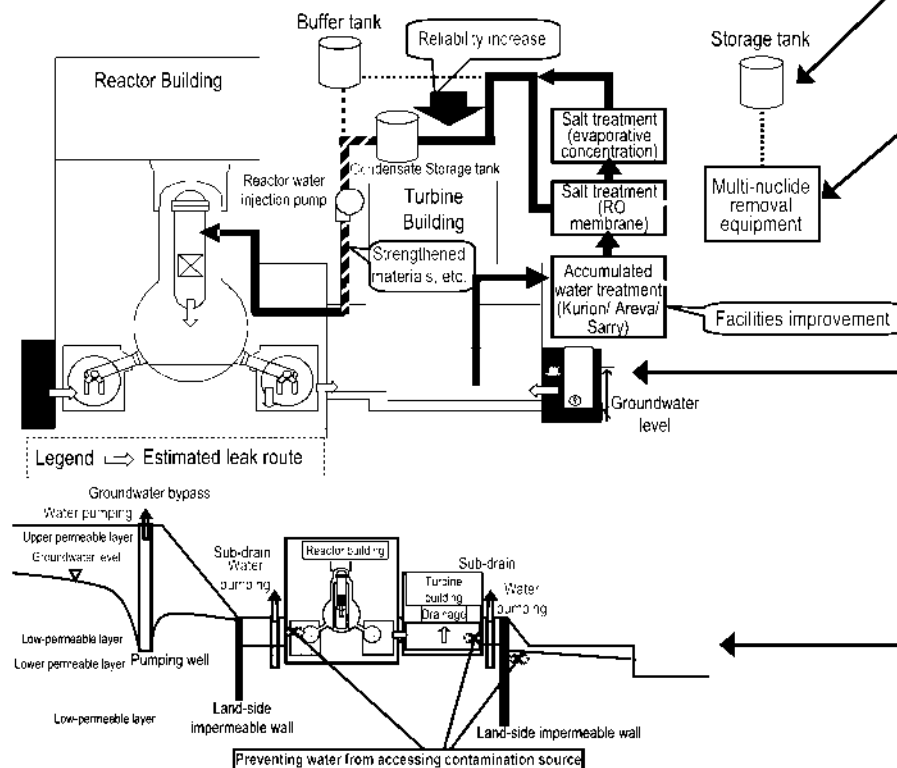 Buffer tank
Reliability increase
Storage tank
Reactor Building
Salt treatment
(evaporative
concentration)
Condensate Storage tank
Reactor water
injection pump
Turbine
Building
Salt treatment
(RO
membrane)
Multi-nuclide
removal
equipment
Strengthened
materials, etc.
Accumulated
water treatment
(Kurion/ Areva/
Sarry)
Facilities improvement
Groundwater
level
Legend Estimated leak route
Groundwater bypass
Water pumping
Upper permeable layer
Groundwater level
Sub-drain
Water
pumping
Reactor building
Sub-drain
Turbine
building
Drainage
Water
pumping
Low-permeable layer
Lower permeable layer
Pumping well
Low-permeable layer
Land-side
impermeable wall
Land-side impermeable wall
Preventing water from accessing contamination source